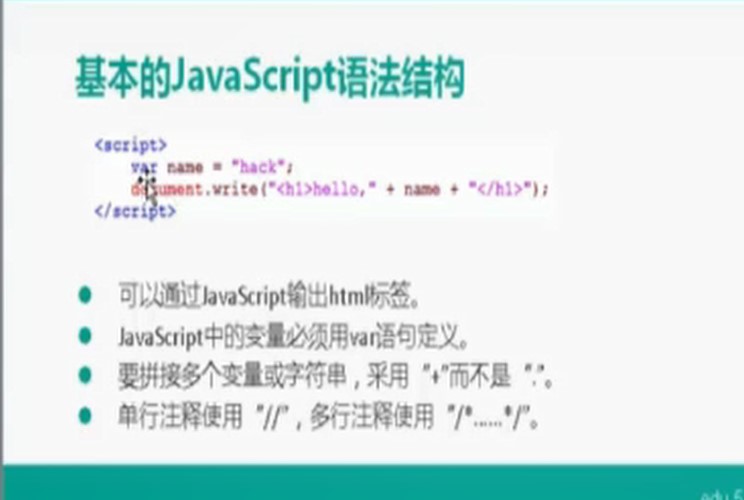 基本的JavaScript语法结构
<script>
var name = "hack";
document.write("<h1>hello," + name + "</h1>");
</script>
可以通过JavaScript输出html标签。
JavaScript中的变量必须用var语句定义。
要拼接多个变量或字符串，采用“+”而不是“.”。
单行注释使用“//”，多行注释使用“/*......*/”。